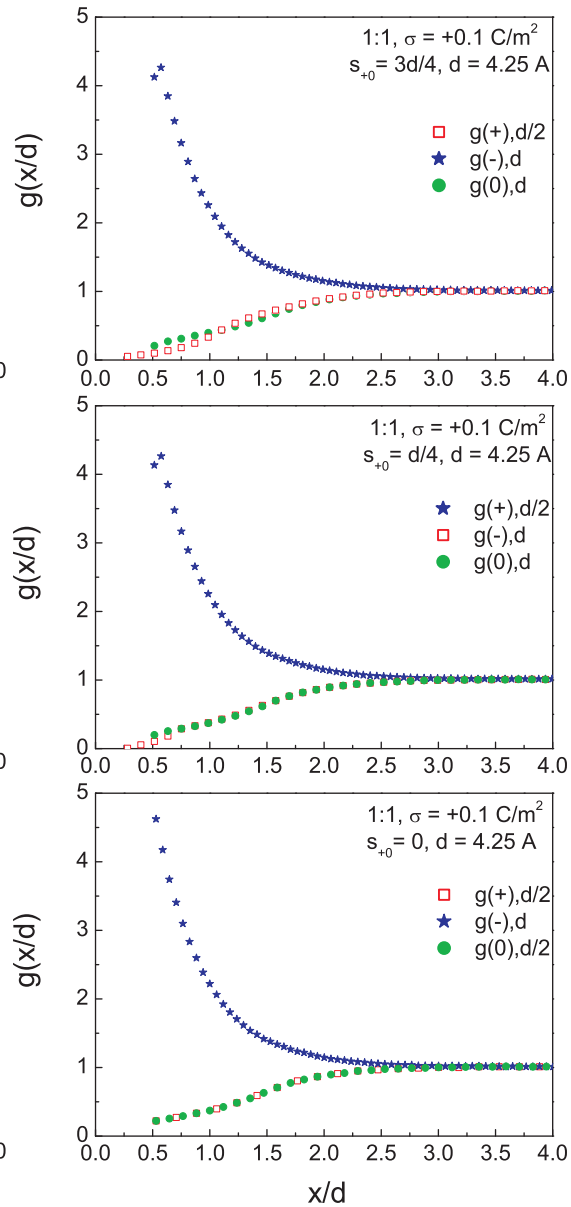 1:1, σ = +0.1 C/m²
s₊₀= 3d/4, d = 4.25 A
g(+),d/2
g(-),d
g(0),d
g(x/d)
5
4
3
2
1
0
0
0.0 0.5 1.0 1.5 2.0 2.5 3.0 3.5 4.0
1:1, σ = +0.1 C/m²
s₊₀= d/4, d = 4.25 A
g(+),d/2
g(-),d
g(0),d
g(x/d)
5
4
3
2
1
0
0
0.0 0.5 1.0 1.5 2.0 2.5 3.0 3.5 4.0
1:1, σ = +0.1 C/m²
s₊₀= 0, d = 4.25 A
g(+),d/2
g(-),d
g(0),d/2
g(x/d)
5
4
3
2
1
0
0
0.0 0.5 1.0 1.5 2.0 2.5 3.0 3.5 4.0
x/d